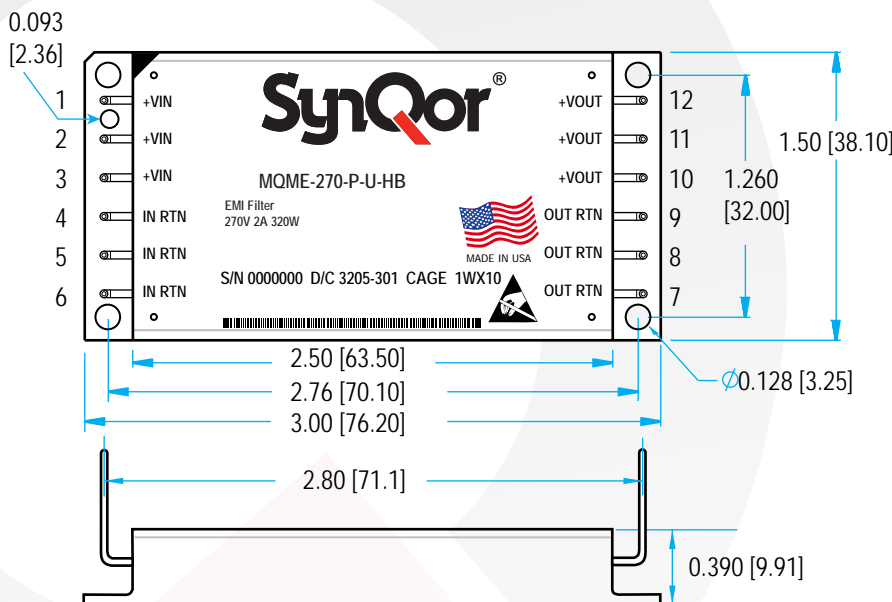 0.093
[2.36]
SynQor®
1 +VIN +VOUT 12
2 +VIN +VOUT 11
1.50 [38.10]
3 +VIN +VOUT 10
MQME-270-P-U-HB
1.260
[32.00]
EMI Filter
270V 2A 320W
4 IN RTN OUT RTN 9
5 IN RTN OUT RTN 8
MADE IN USA
S/N 0000000 D/C 3205-301 CAGE 1WX10
6 IN RTN OUT RTN 7
2.50 [63.50]
2.76 [70.10]
∅0.128 [3.25]
3.00 [76.20]
2.80 [71.1]
0.390 [9.91]